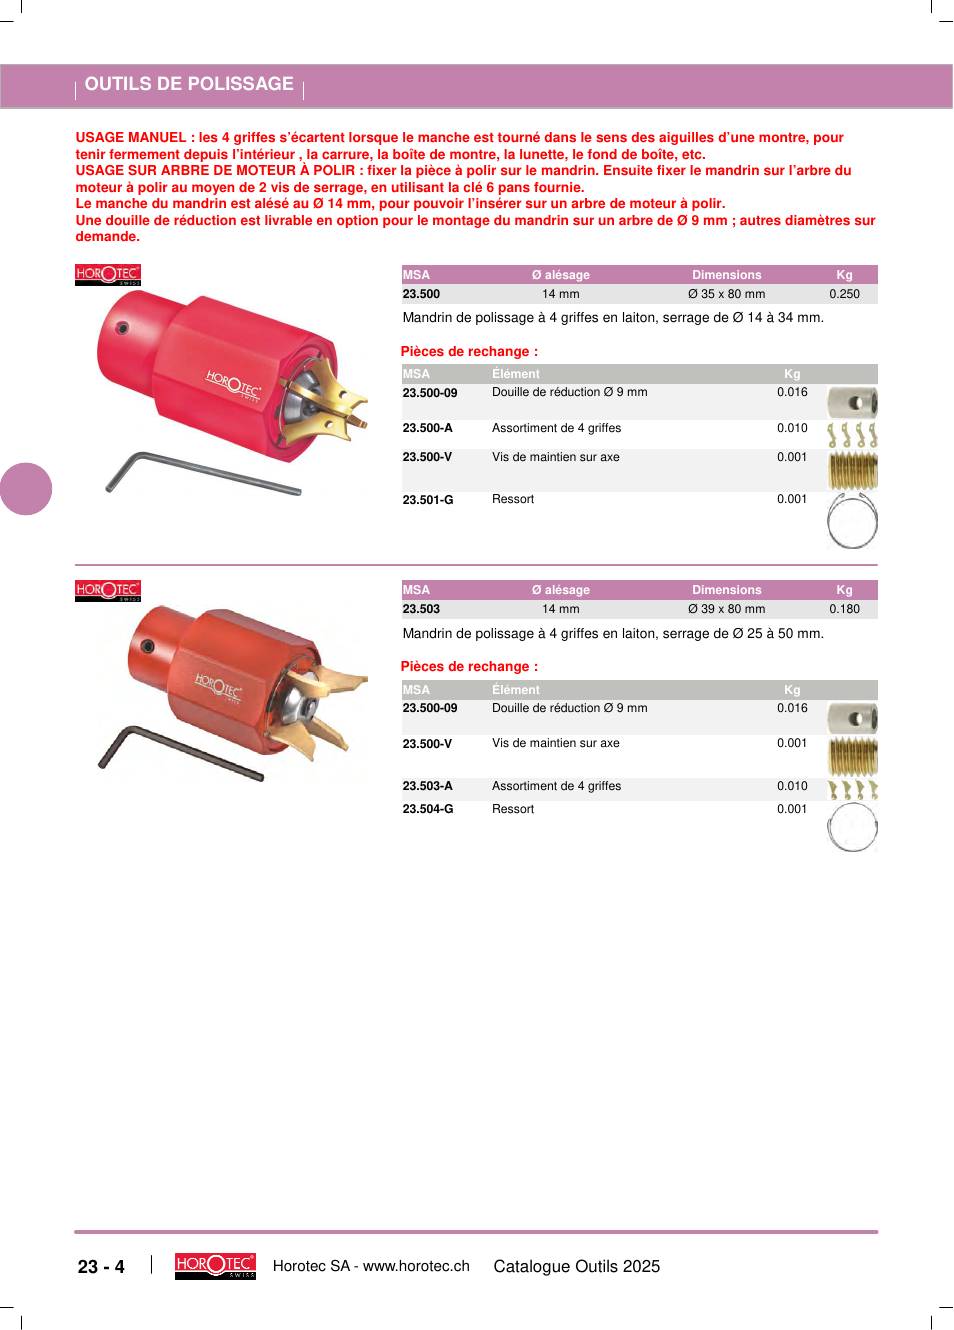 OUTILS DE POLISSAGE
USAGE MANUEL : les 4 griffes s’écartent lorsque le manche est tourné dans le sens des aiguilles d’une montre, pour
tenir fermement depuis l’intérieur , la carrure, la boîte de montre, la lunette, le fond de boîte, etc.
USAGE SUR ARBRE DE MOTEUR À POLIR : fixer la pièce à polir sur le mandrin. Ensuite fixer le mandrin sur l’arbre du
moteur à polir au moyen de 2 vis de serrage, en utilisant la clé 6 pans fournie.
Le manche du mandrin est alésé au Ø 14 mm, pour pouvoir l’insérer sur un arbre de moteur à polir.
Une douille de réduction est livrable en option pour le montage du mandrin sur un arbre de Ø 9 mm ; autres diamètres sur
demande.
HOROTEC®
SWISS
HOROTEC®
SWISS
MSA Ø alésage Dimensions Kg
23.500 14 mm Ø 35 x 80 mm 0.250
Mandrin de polissage à 4 griffes en laiton, serrage de Ø 14 à 34 mm.
Pièces de rechange :
MSA Élément Kg
23.500-09 Douille de réduction Ø 9 mm 0.016
23.500-A Assortiment de 4 griffes 0.010
23.500-V Vis de maintien sur axe 0.001
23.501-G Ressort 0.001
HOROTEC®
SWISS
HOROTEC®
SWISS
MSA Ø alésage Dimensions Kg
23.503 14 mm Ø 39 x 80 mm 0.180
Mandrin de polissage à 4 griffes en laiton, serrage de Ø 25 à 50 mm.
Pièces de rechange :
MSA Élément Kg
23.500-09 Douille de réduction Ø 9 mm 0.016
23.500-V Vis de maintien sur axe 0.001
23.503-A Assortiment de 4 griffes 0.010
23.504-G Ressort 0.001
23 - 4
HOROTEC®
SWISS
Horotec SA - www.horotec.ch Catalogue Outils 2025